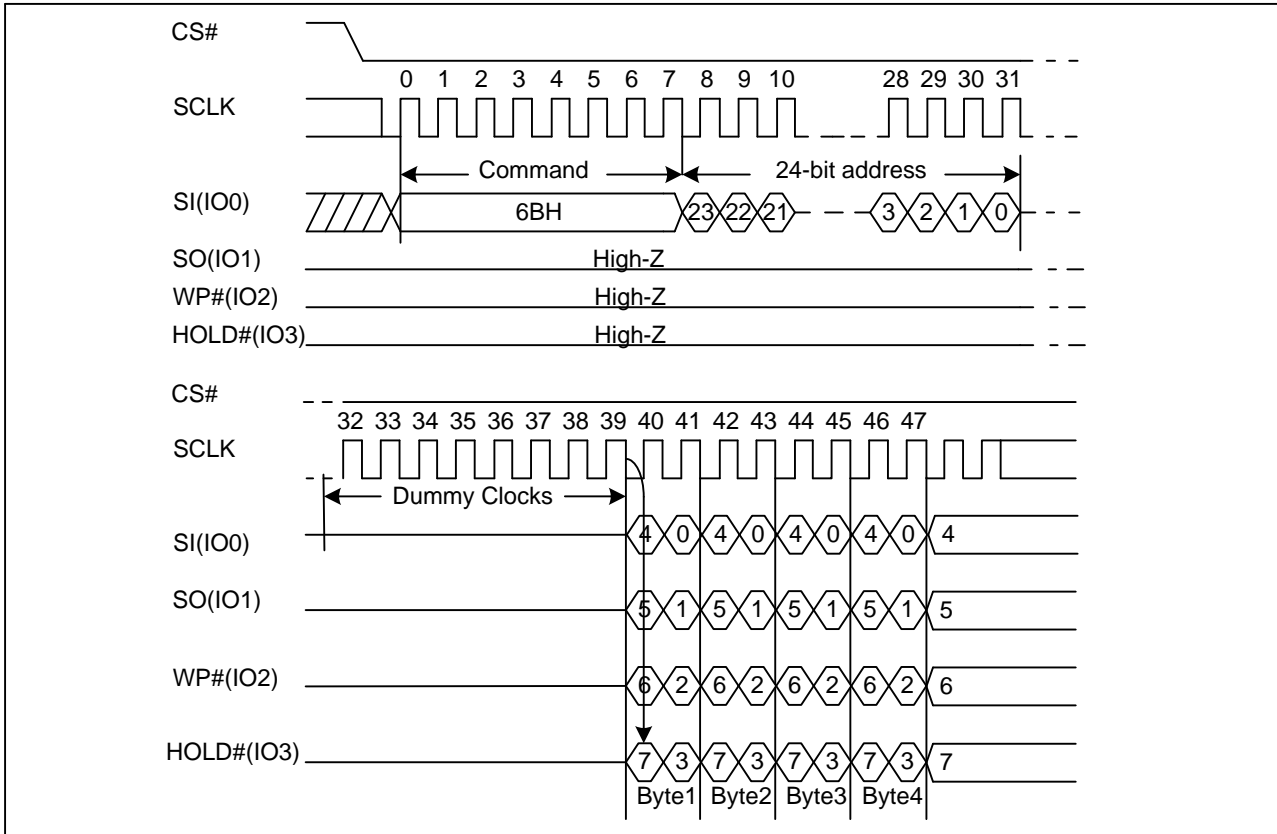 CS#
0 1 2 3 4 5 6 7 8 9 10 28 29 30 31
SCLK
Command 24-bit address
SI(IO0) 6BH 23 22 21 3 2 1 0
SO(IO1) High-Z
WP#(IO2) High-Z
HOLD#(IO3) High-Z
CS#
32 33 34 35 36 37 38 39 40 41 42 43 44 45 46 47
SCLK
Dummy Clocks
SI(IO0) 4 0 4 0 4 0 4 0 4
SO(IO1) 5 1 5 1 5 1 5 1 5
WP#(IO2) 6 2 6 2 6 2 6 2 6
HOLD#(IO3) 7 3 7 3 7 3 7 3 7
Byte1 Byte2 Byte3 Byte4